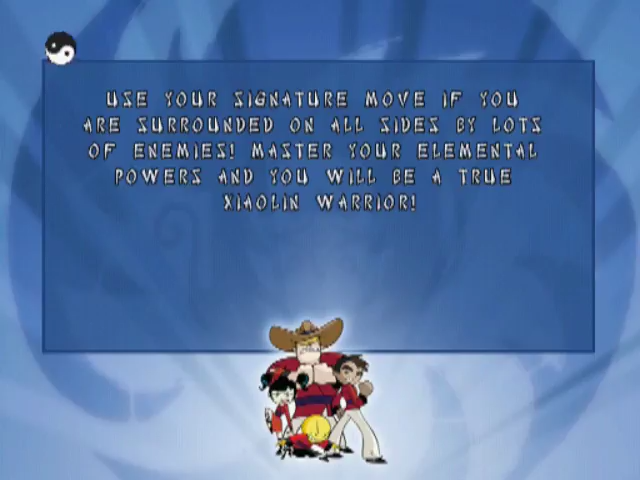 USE YOUR SIGNATURE MOVE IF YOU
ARE SURROUNDED ON ALL SIDES BY LOTS
OF ENEMIES! MASTER YOUR ELEMENTAL
POWERS AND YOU WILL BE A TRUE
XIAOLIN WARRIOR!